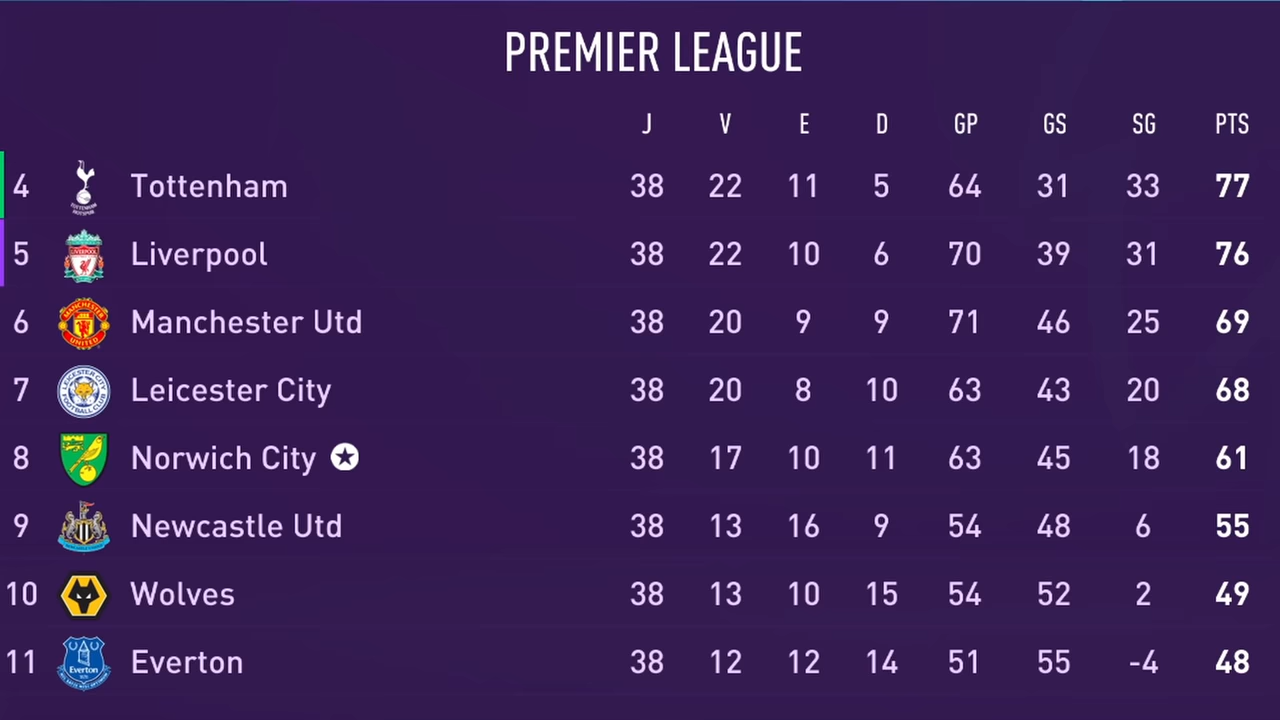 PREMIER LEAGUE
J V E D GP GS SG PTS
4 Tottenham 38 22 11 5 64 31 33 77
5 Liverpool 38 22 10 6 70 39 31 76
6 Manchester Utd 38 20 9 9 71 46 25 69
7 Leicester City 38 20 8 10 63 43 20 68
8 Norwich City 38 17 10 11 63 45 18 61
9 Newcastle Utd 38 13 16 9 54 48 6 55
10 Wolves 38 13 10 15 54 52 2 49
11 Everton 38 12 12 14 51 55 -4 48